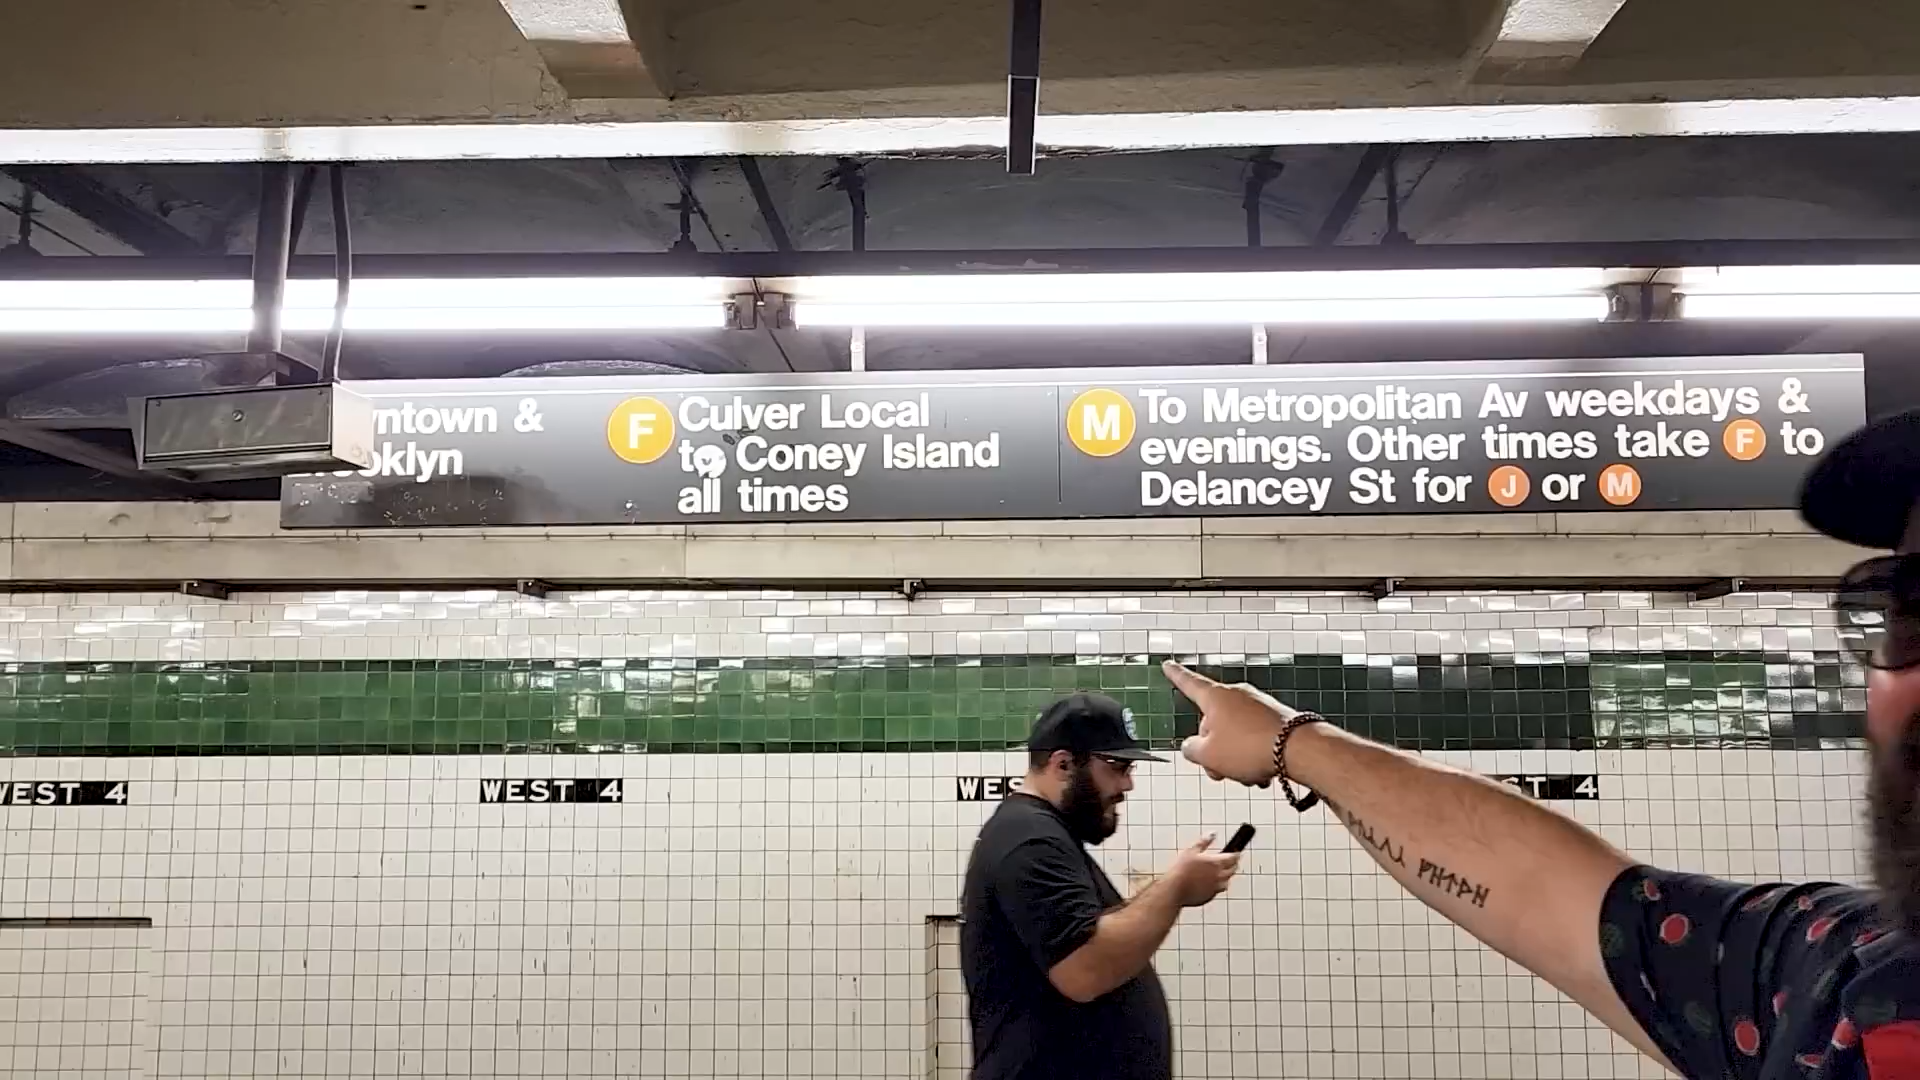 ntown &
oklyn
F Culver Local
to Coney Island
all times
M To Metropolitan Av weekdays &
evenings. Other times take F to
Delancey St for J or M
WEST 4
WEST 4
WES
ST 4